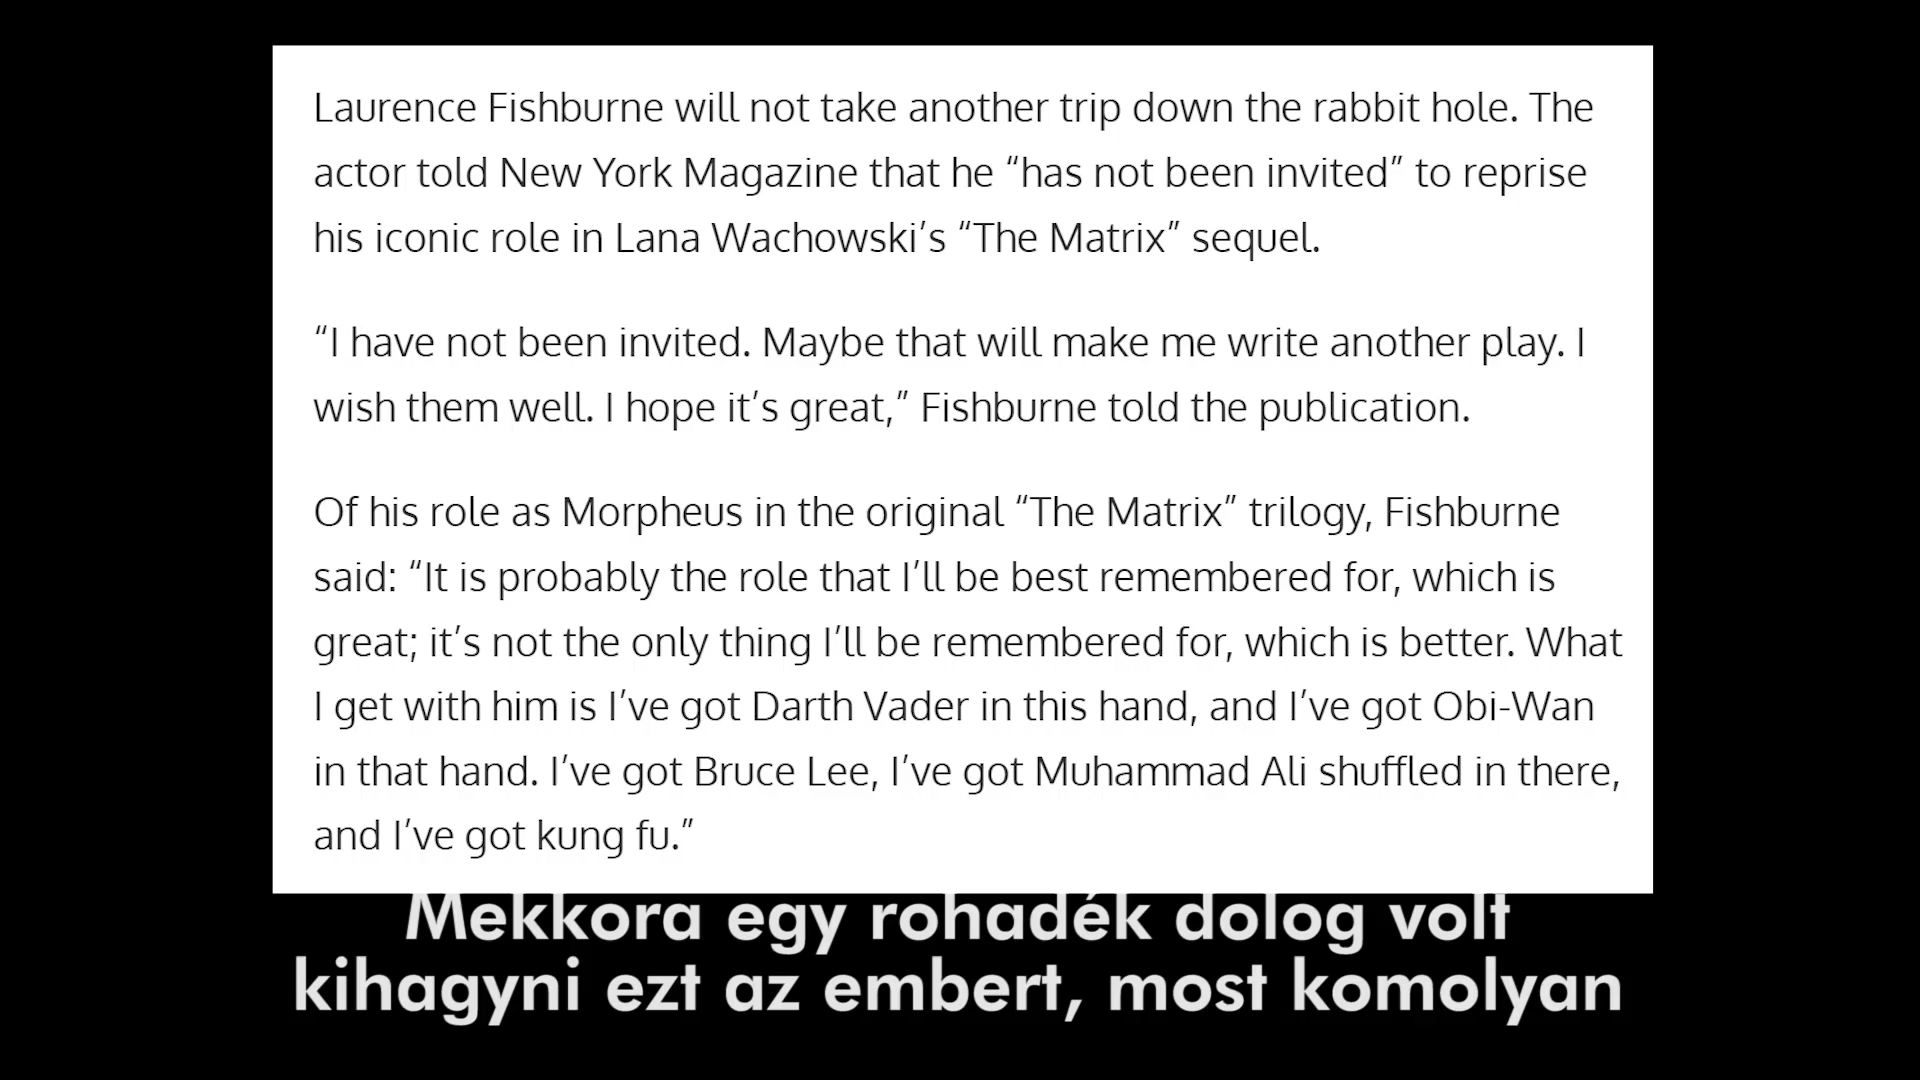 Laurence Fishburne will not take another trip down the rabbit hole. The
actor told New York Magazine that he “has not been invited” to reprise
his iconic role in Lana Wachowski’s “The Matrix” sequel.
“I have not been invited. Maybe that will make me write another play. I
wish them well. I hope it’s great,” Fishburne told the publication.
Of his role as Morpheus in the original “The Matrix” trilogy, Fishburne
said: “It is probably the role that I’ll be best remembered for, which is
great; it’s not the only thing I’ll be remembered for, which is better. What
I get with him is I’ve got Darth Vader in this hand, and I’ve got Obi-Wan
in that hand. I’ve got Bruce Lee, I’ve got Muhammad Ali shuffled in there,
and I’ve got kung fu.”
Mekkora egy rohadék dolog volt
kihagyni ezt az embert, most komolyan